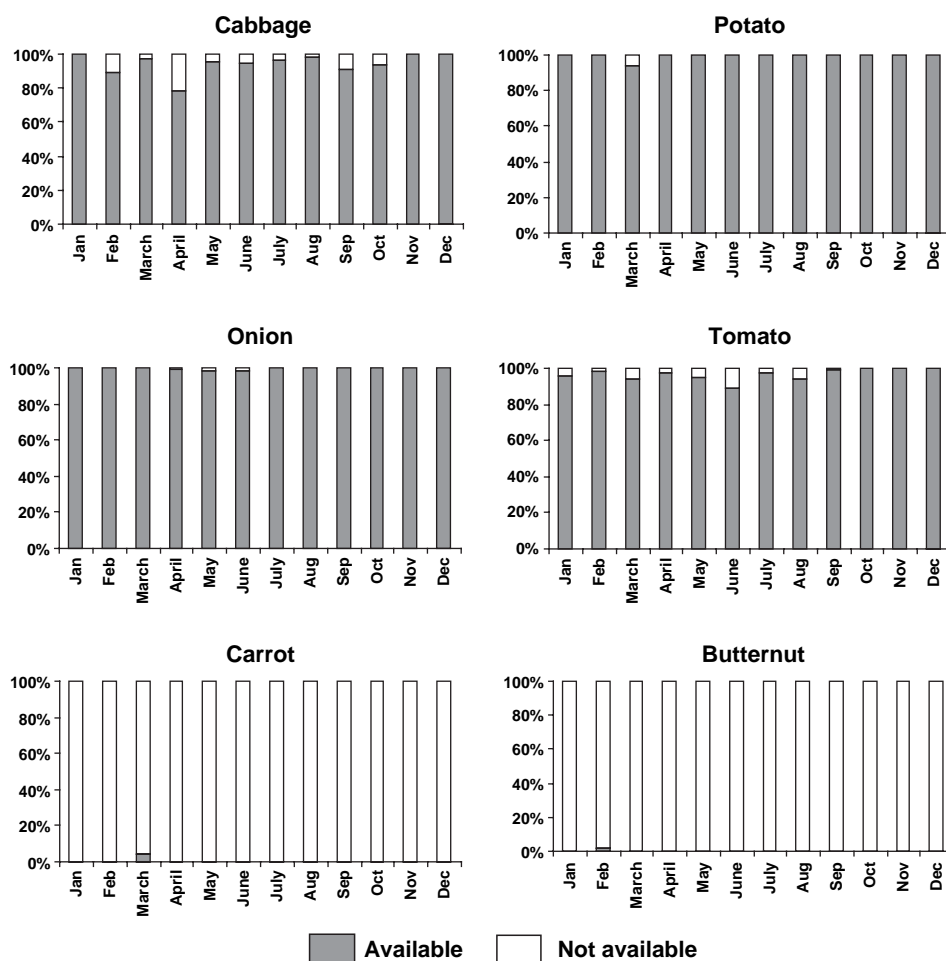 Cabbage
100%
80%
60%
40%
20%
0%
Jan
Feb
March
April
May
June
July
Aug
Sep
Oct
Nov
Dec
Potato
100%
80%
60%
40%
20%
0%
Jan
Feb
March
April
May
June
July
Aug
Sep
Oct
Nov
Dec
Onion
100%
80%
60%
40%
20%
0%
Jan
Feb
March
April
May
June
July
Aug
Sep
Oct
Nov
Dec
Tomato
100%
80%
60%
40%
20%
0%
Jan
Feb
March
April
May
June
July
Aug
Sep
Oct
Nov
Dec
Carrot
100%
80%
60%
40%
20%
0%
Jan
Feb
March
April
May
June
July
Aug
Sep
Oct
Nov
Dec
Butternut
100%
80%
60%
40%
20%
0%
Jan
Feb
March
April
May
June
July
Aug
Sep
Oct
Nov
Dec
Available
Not available